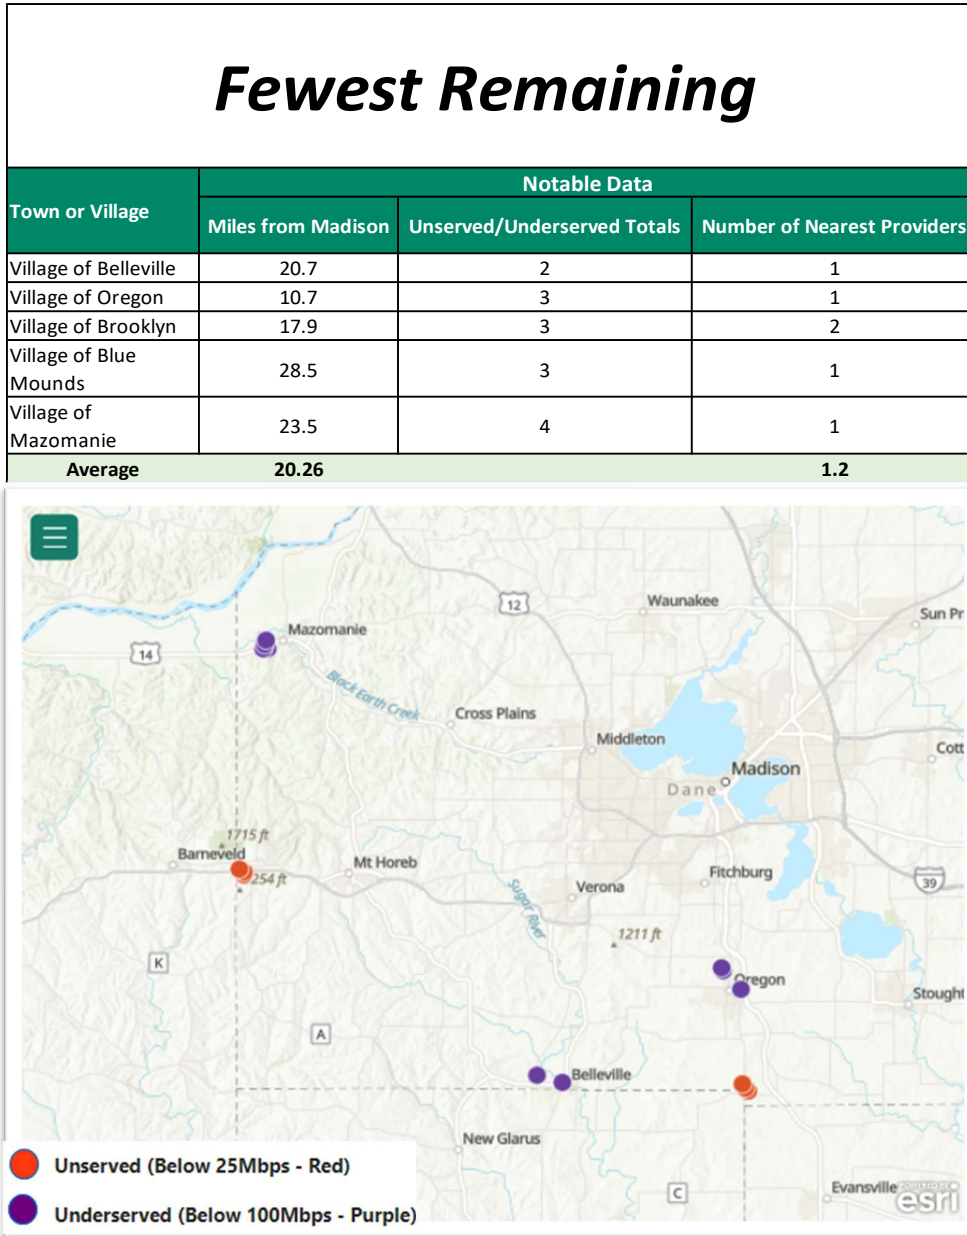 Fewest Remaining
Town or Village
Notable Data
Miles from Madison
Unserved/Underserved Totals
Number of Nearest Providers
Village of Belleville 20.7 2 1
Village of Oregon 10.7 3 1
Village of Brooklyn 17.9 3 2
Village of Blue
Mounds
28.5 3 1
Village of
Mazomanie
23.5 4 1
Average 20.26 1.2
12
Waunakee
Sun Pr
Mazomanie
14
Black Earth Creek
Cross Plains
Middleton
Cott
Madison
Dane
1715 ft
Barneveld
Mt Horeb
254 ft
Fitchburg
39
Verona
Sugar River
1211 ft
K
Oregon
Stought
A
Belleville
New Glarus
C
Evansville
POWERED BY
esri
Unserved (Below 25Mbps - Red)
Underserved (Below 100Mbps - Purple)